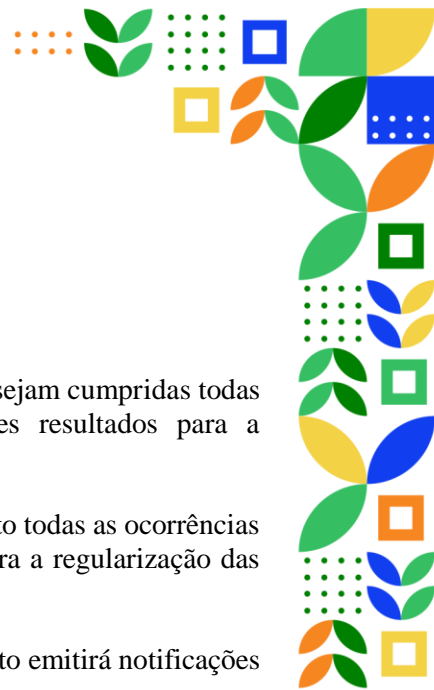 sejam cumpridas todas
es resultados para a
to todas as ocorrências
ra a regularização das
to emitirá notificações